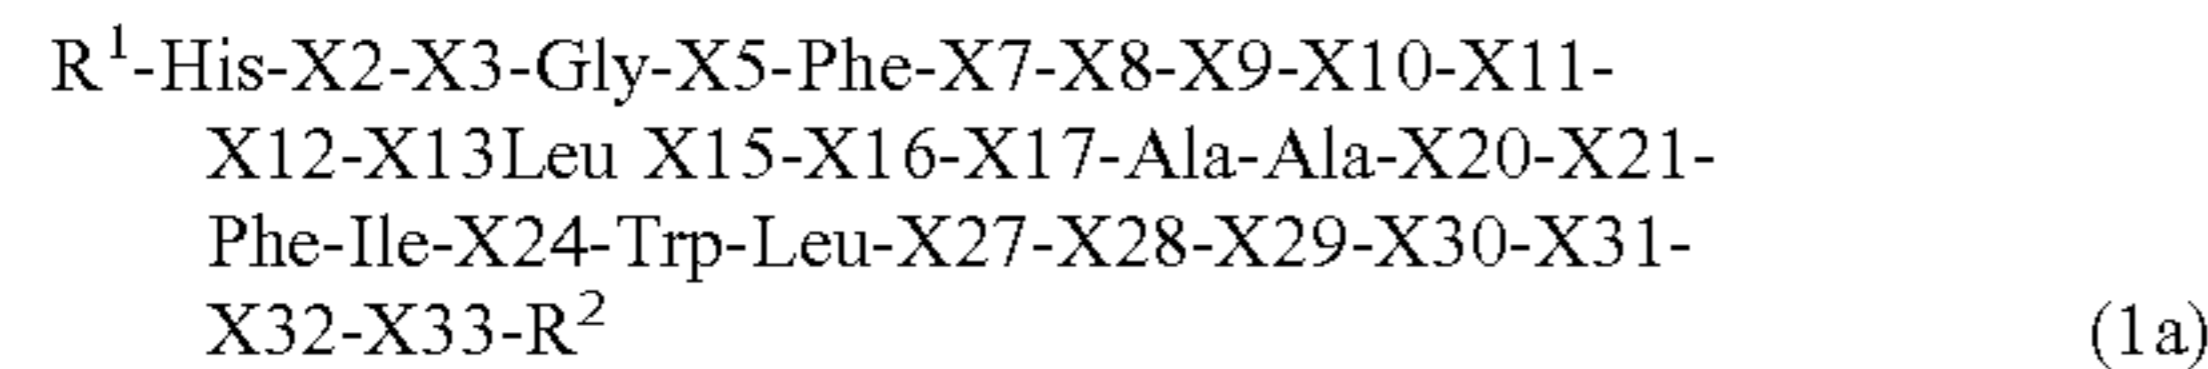 R¹-His-X2-X3-Gly-X5-Phe-X7-X8-X9-X10-X11-
X12-X13Leu X15-X16-X17-Ala-Ala-X20-X21-
Phe-Ile-X24-Trp-Leu-X27-X28-X29-X30-X31-
X32-X33-R² (1a)